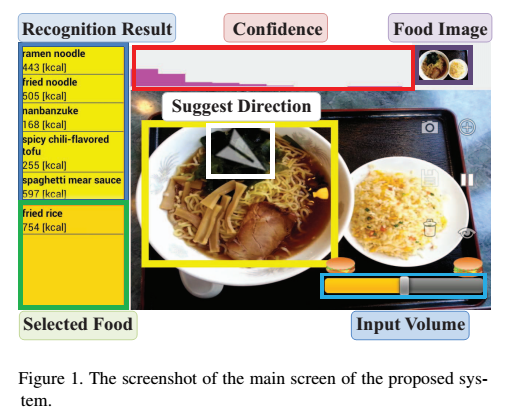 Recognition Result
Confidence
Food Image
ramen noodle
443 [kcal]
fried noodle
505 [kcal]
nanbanzuke
168 [kcal]
spicy chili-flavored
tofu
255 [kcal]
spaghetti mear sauce
597 [kcal]
Suggest Direction
fried rice
754 [kcal]
Selected Food
Input Volume
Figure 1. The screenshot of the main screen of the proposed sys-
tem.